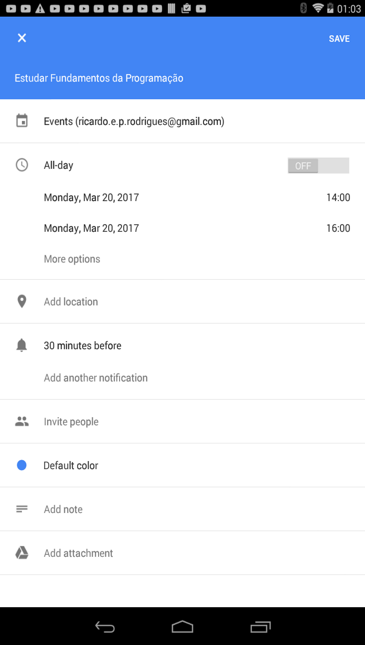 01:03
SAVE
Estudar Fundamentos da Programação
Events (ricardo.e.p.rodrigues@gmail.com)
All-day OFF
Monday, Mar 20, 2017 14:00
Monday, Mar 20, 2017 16:00
More options
Add location
30 minutes before
Add another notification
Invite people
Default color
Add note
Add attachment